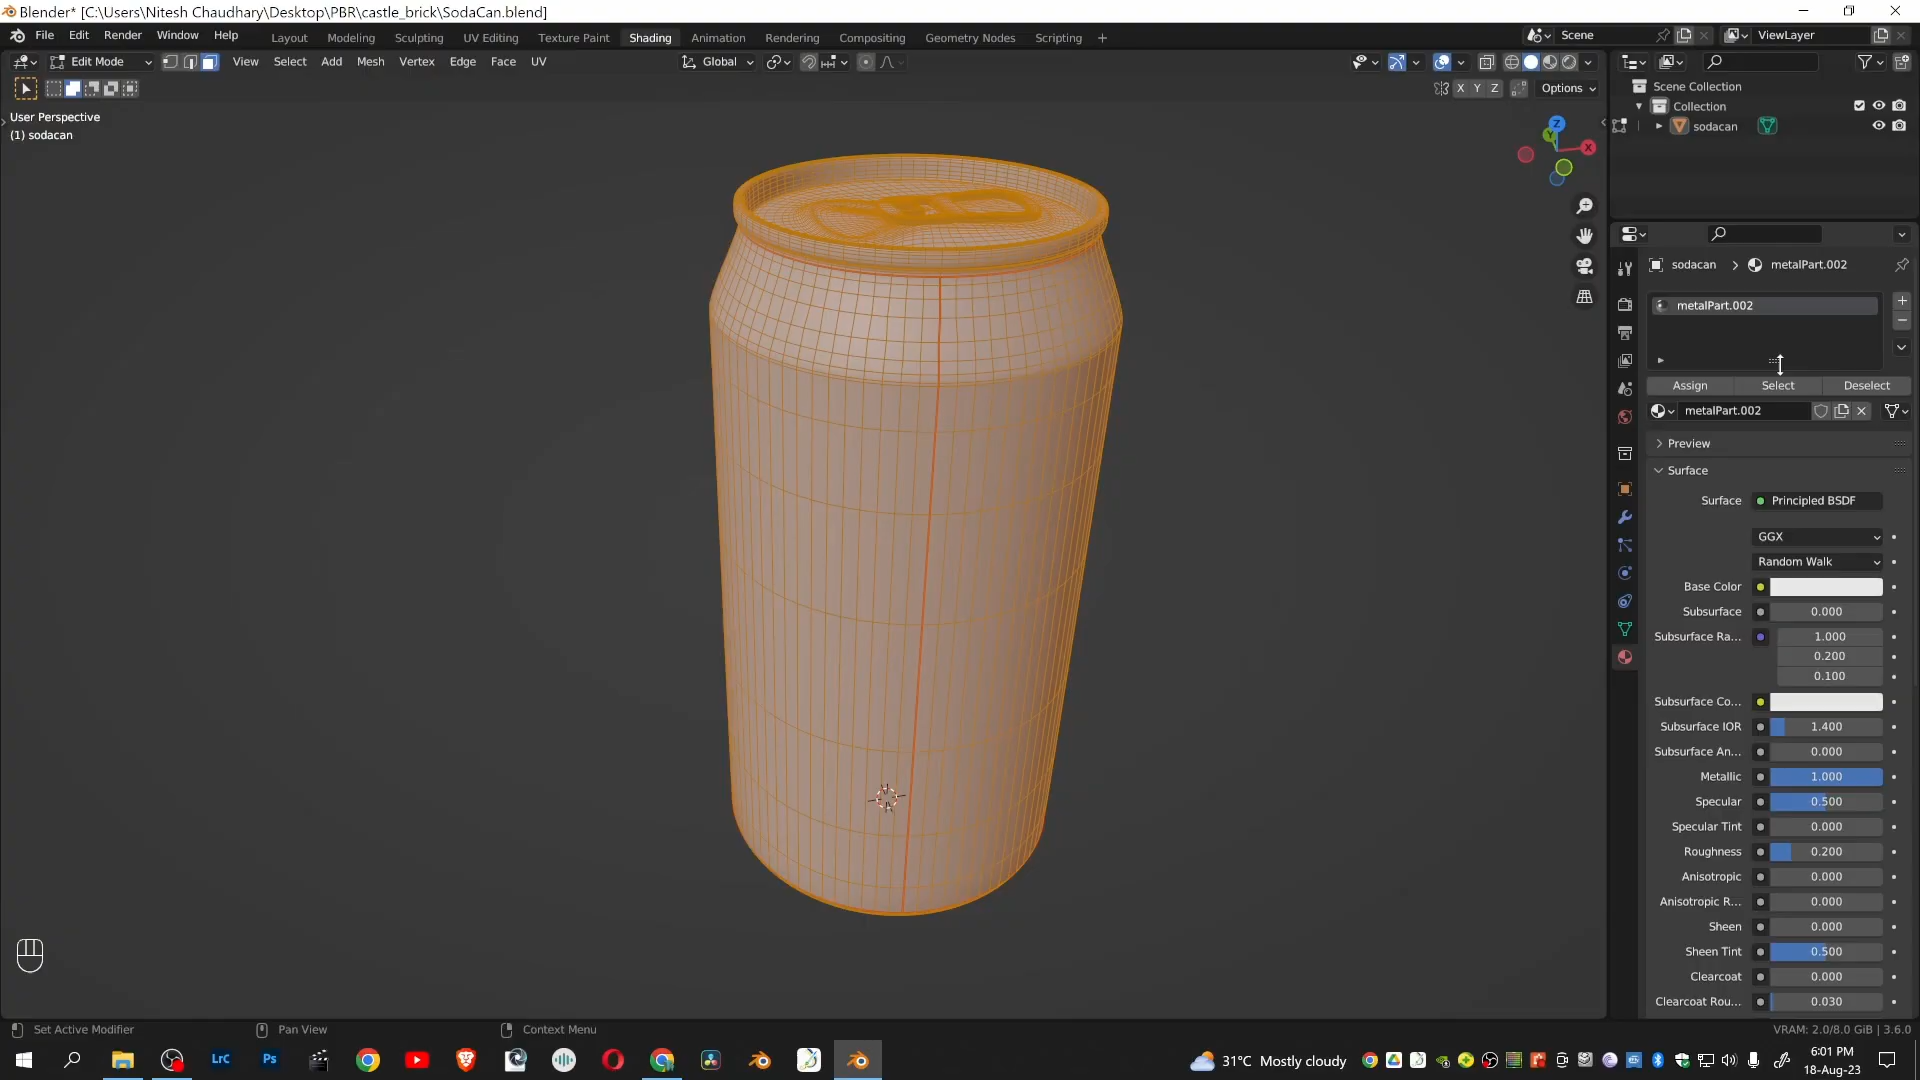 Blender* [C:\Users\Nitesh Chaudhary\Desktop\PBR\castle_brick\SodaCan.blend]
File Edit Render Window Help Layout Modeling Sculpting UV Editing Texture Paint Shading Animation Rendering Compositing Geometry Nodes Scripting + Scene ViewLayer
Edit Mode View Select Add Mesh Vertex Edge Face UV Global
X Y Z Options
User Perspective
(1) sodacan
Z
Y
X
Scene Collection
Collection
sodacan
sodacan > metalPart.002
metalPart.002
Assign Select Deselect
metalPart.002
Preview
Surface
Surface Principled BSDF
GGX
Random Walk
Base Color
Subsurface 0.000
Subsurface Ra... 1.000
0.200
0.100
Subsurface Co...
Subsurface IOR 1.400
Subsurface An... 0.000
Metallic 1.000
Specular 0.500
Specular Tint 0.000
Roughness 0.200
Anisotropic 0.000
Anisotropic R... 0.000
Sheen 0.000
Sheen Tint 0.500
Clearcoat 0.000
Clearcoat Rou... 0.030
Set Active Modifier Pan View Context Menu VRAM: 2.0/8.0 GiB | 3.6.0
LrC Ps 31°C Mostly cloudy 6:01 PM
18-Aug-23